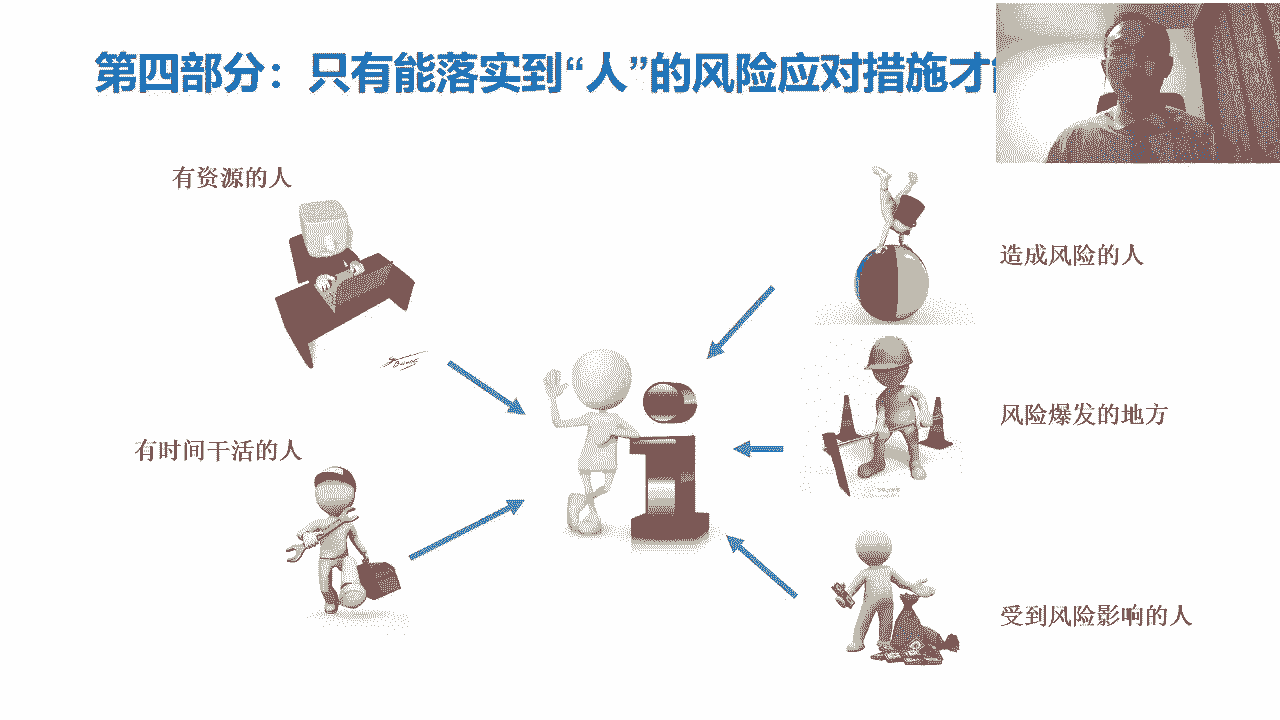 第四部分：只有能落实到“人”的风险应对措施才
有资源的人
造成风险的人
风险爆发的地方
有时间干活的人
受到风险影响的人